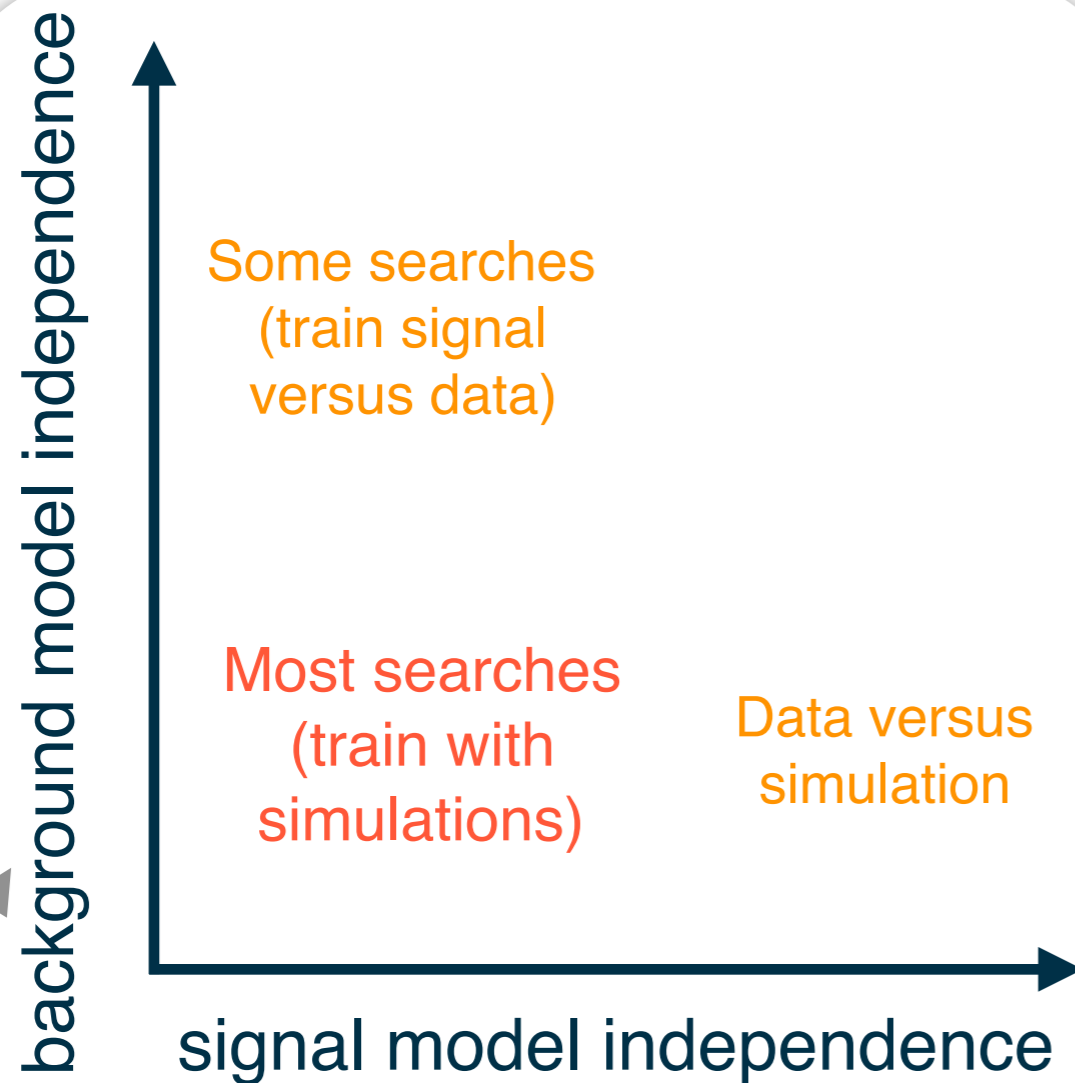 background model independence
Some searches
(train signal
versus data)
Most searches
(train with
simulations)
Data versus
simulation
signal model independence